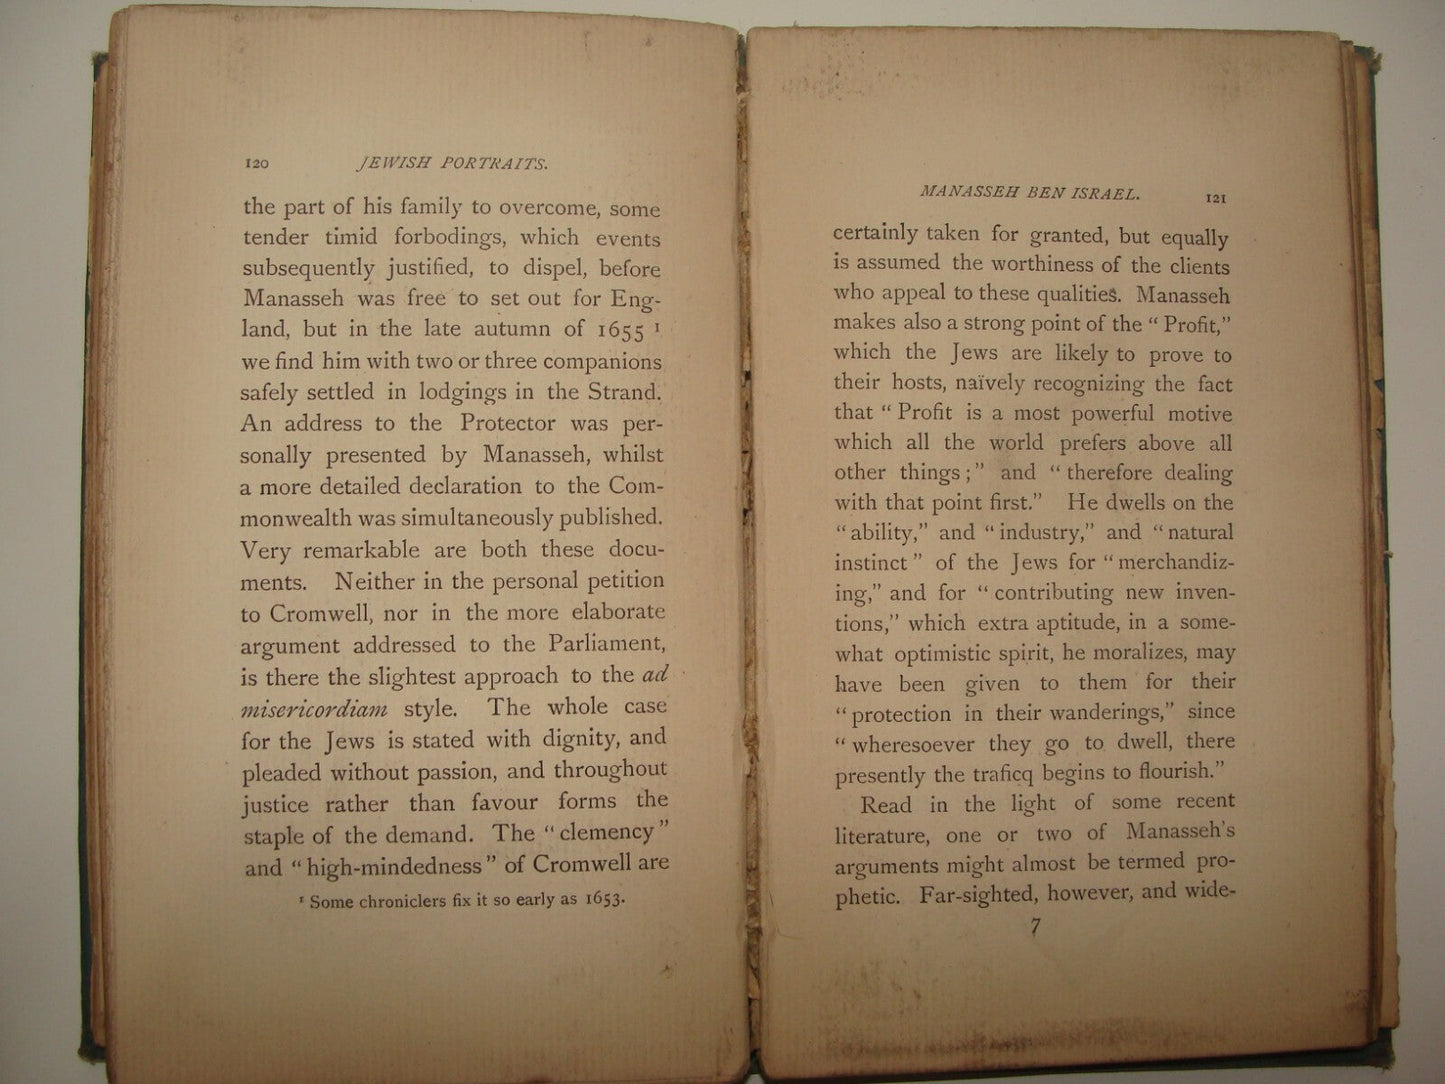 120 JEWISH PORTRAITS.
the part of his family to overcome, some
tender timid forbodings, which events
subsequently justified, to dispel, before
Manasseh was free to set out for Eng-
land, but in the late autumn of 1655 ¹
we find him with two or three companions
safely settled in lodgings in the Strand.
An address to the Protector was per-
sonally presented by Manasseh, whilst
a more detailed declaration to the Com-
monwealth was simultaneously published.
Very remarkable are both these docu-
ments. Neither in the personal petition
to Cromwell, nor in the more elaborate
argument addressed to the Parliament,
is there the slightest approach to the ad
misericordiam style. The whole case
for the Jews is stated with dignity, and
pleaded without passion, and throughout
justice rather than favour forms the
staple of the demand. The “clemency”
and “high-mindedness” of Cromwell are
¹ Some chroniclers fix it so early as 1653.
MANASSEH BEN ISRAEL. 121
certainly taken for granted, but equally
is assumed the worthiness of the clients
who appeal to these qualities. Manasseh
makes also a strong point of the “Profit,”
which the Jews are likely to prove to
their hosts, naïvely recognizing the fact
that “Profit is a most powerful motive
which all the world prefers above all
other things;” and “therefore dealing
with that point first.” He dwells on the
“ability,” and “industry,” and “natural
instinct” of the Jews for “merchandiz-
ing,” and for “contributing new inven-
tions,” which extra aptitude, in a some-
what optimistic spirit, he moralizes, may
have been given to them for their
“protection in their wanderings,” since
“wheresoever they go to dwell, there
presently the traficq begins to flourish.”
Read in the light of some recent
literature, one or two of Manasseh’s
arguments might almost be termed pro-
phetic. Far-sighted, however, and wide-
7